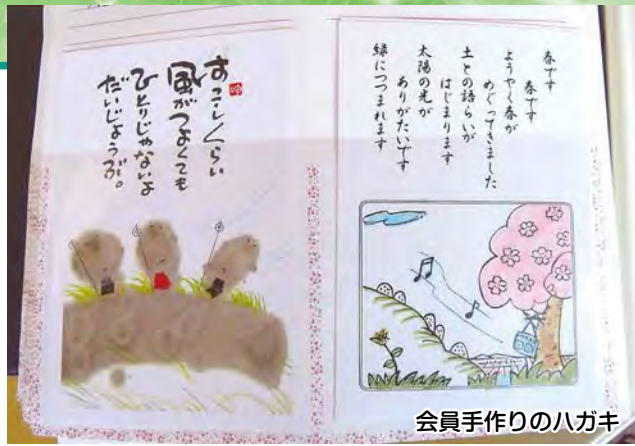 春です
春です
ようやく春が
めぐってきました
土との語らいが
はじまります
太陽の光が
ありがたいです
緑につつまれます
すこしくらい
風がつよくても
ひとりじゃないよ
だいじょうぶ。
ゆ
会員手作りのハガキ